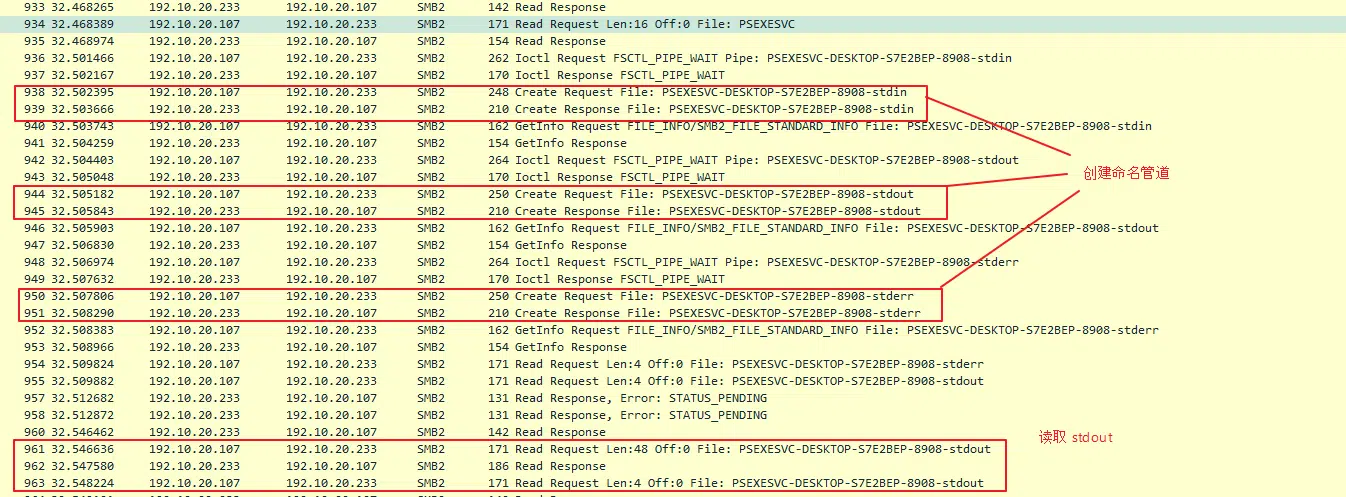 933 32.468265 192.10.20.233 192.10.20.107 SMB2 142 Read Response
934 32.468389 192.10.20.107 192.10.20.233 SMB2 171 Read Request Len:16 Off:0 File: PSEXESVC
935 32.468974 192.10.20.233 192.10.20.107 SMB2 154 Read Response
936 32.501466 192.10.20.107 192.10.20.233 SMB2 262 Ioctl Request FSCTL_PIPE_WAIT Pipe: PSEXESVC-DESKTOP-S7E2BEP-8908-stdin
937 32.502167 192.10.20.233 192.10.20.107 SMB2 170 Ioctl Response FSCTL_PIPE_WAIT
938 32.502395 192.10.20.107 192.10.20.233 SMB2 248 Create Request File: PSEXESVC-DESKTOP-S7E2BEP-8908-stdin
939 32.503666 192.10.20.233 192.10.20.107 SMB2 210 Create Response File: PSEXESVC-DESKTOP-S7E2BEP-8908-stdin
940 32.503743 192.10.20.107 192.10.20.233 SMB2 162 GetInfo Request FILE_INFO/SMB2_FILE_STANDARD_INFO File: PSEXESVC-DESKTOP-S7E2BEP-8908-stdin
941 32.504259 192.10.20.233 192.10.20.107 SMB2 154 GetInfo Response
942 32.504403 192.10.20.107 192.10.20.233 SMB2 264 Ioctl Request FSCTL_PIPE_WAIT Pipe: PSEXESVC-DESKTOP-S7E2BEP-8908-stdout
943 32.505048 192.10.20.233 192.10.20.107 SMB2 170 Ioctl Response FSCTL_PIPE_WAIT
创建命名管道
944 32.505182 192.10.20.107 192.10.20.233 SMB2 250 Create Request File: PSEXESVC-DESKTOP-S7E2BEP-8908-stdout
945 32.505843 192.10.20.233 192.10.20.107 SMB2 210 Create Response File: PSEXESVC-DESKTOP-S7E2BEP-8908-stdout
946 32.505903 192.10.20.107 192.10.20.233 SMB2 162 GetInfo Request FILE_INFO/SMB2_FILE_STANDARD_INFO File: PSEXESVC-DESKTOP-S7E2BEP-8908-stdout
947 32.506830 192.10.20.233 192.10.20.107 SMB2 154 GetInfo Response
948 32.506974 192.10.20.107 192.10.20.233 SMB2 264 Ioctl Request FSCTL_PIPE_WAIT Pipe: PSEXESVC-DESKTOP-S7E2BEP-8908-stderr
949 32.507632 192.10.20.233 192.10.20.107 SMB2 170 Ioctl Response FSCTL_PIPE_WAIT
950 32.507806 192.10.20.107 192.10.20.233 SMB2 250 Create Request File: PSEXESVC-DESKTOP-S7E2BEP-8908-stderr
951 32.508290 192.10.20.233 192.10.20.107 SMB2 210 Create Response File: PSEXESVC-DESKTOP-S7E2BEP-8908-stderr
952 32.508383 192.10.20.107 192.10.20.233 SMB2 162 GetInfo Request FILE_INFO/SMB2_FILE_STANDARD_INFO File: PSEXESVC-DESKTOP-S7E2BEP-8908-stderr
953 32.508966 192.10.20.233 192.10.20.107 SMB2 154 GetInfo Response
954 32.509824 192.10.20.107 192.10.20.233 SMB2 171 Read Request Len:4 Off:0 File: PSEXESVC-DESKTOP-S7E2BEP-8908-stderr
955 32.509882 192.10.20.107 192.10.20.233 SMB2 171 Read Request Len:4 Off:0 File: PSEXESVC-DESKTOP-S7E2BEP-8908-stdout
957 32.512682 192.10.20.233 192.10.20.107 SMB2 131 Read Response, Error: STATUS_PENDING
958 32.512872 192.10.20.233 192.10.20.107 SMB2 131 Read Response, Error: STATUS_PENDING
960 32.546462 192.10.20.233 192.10.20.107 SMB2 142 Read Response
读取 stdout
961 32.546636 192.10.20.107 192.10.20.233 SMB2 171 Read Request Len:48 Off:0 File: PSEXESVC-DESKTOP-S7E2BEP-8908-stdout
962 32.547580 192.10.20.233 192.10.20.107 SMB2 186 Read Response
963 32.548224 192.10.20.107 192.10.20.233 SMB2 171 Read Request Len:4 Off:0 File: PSEXESVC-DESKTOP-S7E2BEP-8908-stdout